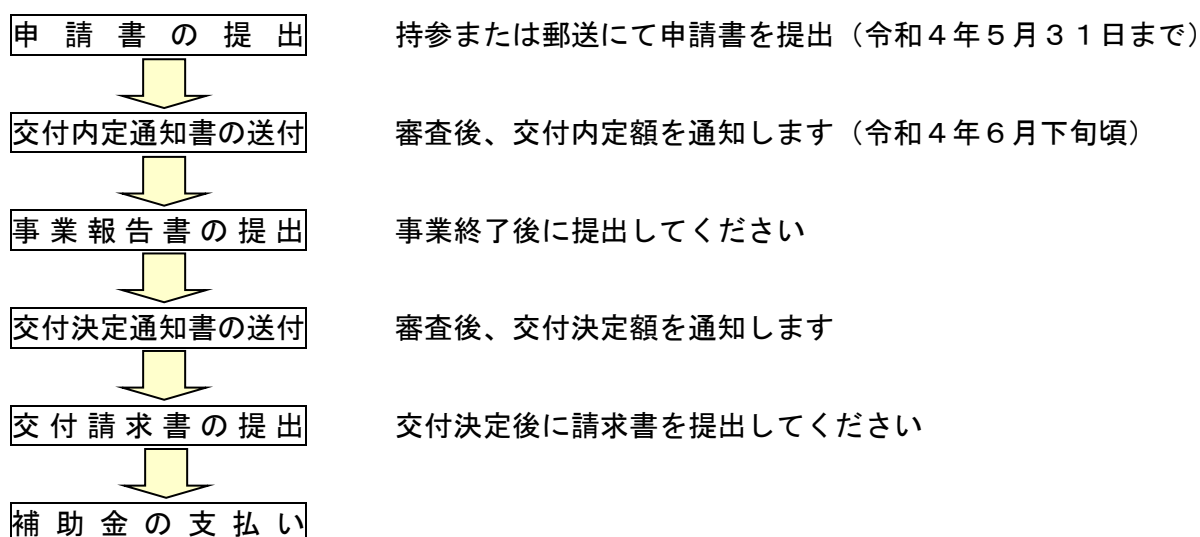 申請書の提出　持参または郵送にて申請書を提出（令和４年５月３１日まで）
交付内定通知書の送付　審査後、交付内定額を通知します（令和４年６月下旬頃）
事業報告書の提出　事業終了後に提出してください
交付決定通知書の送付　審査後、交付決定額を通知します
交付請求書の提出　交付決定後に請求書を提出してください
補助金の支払い